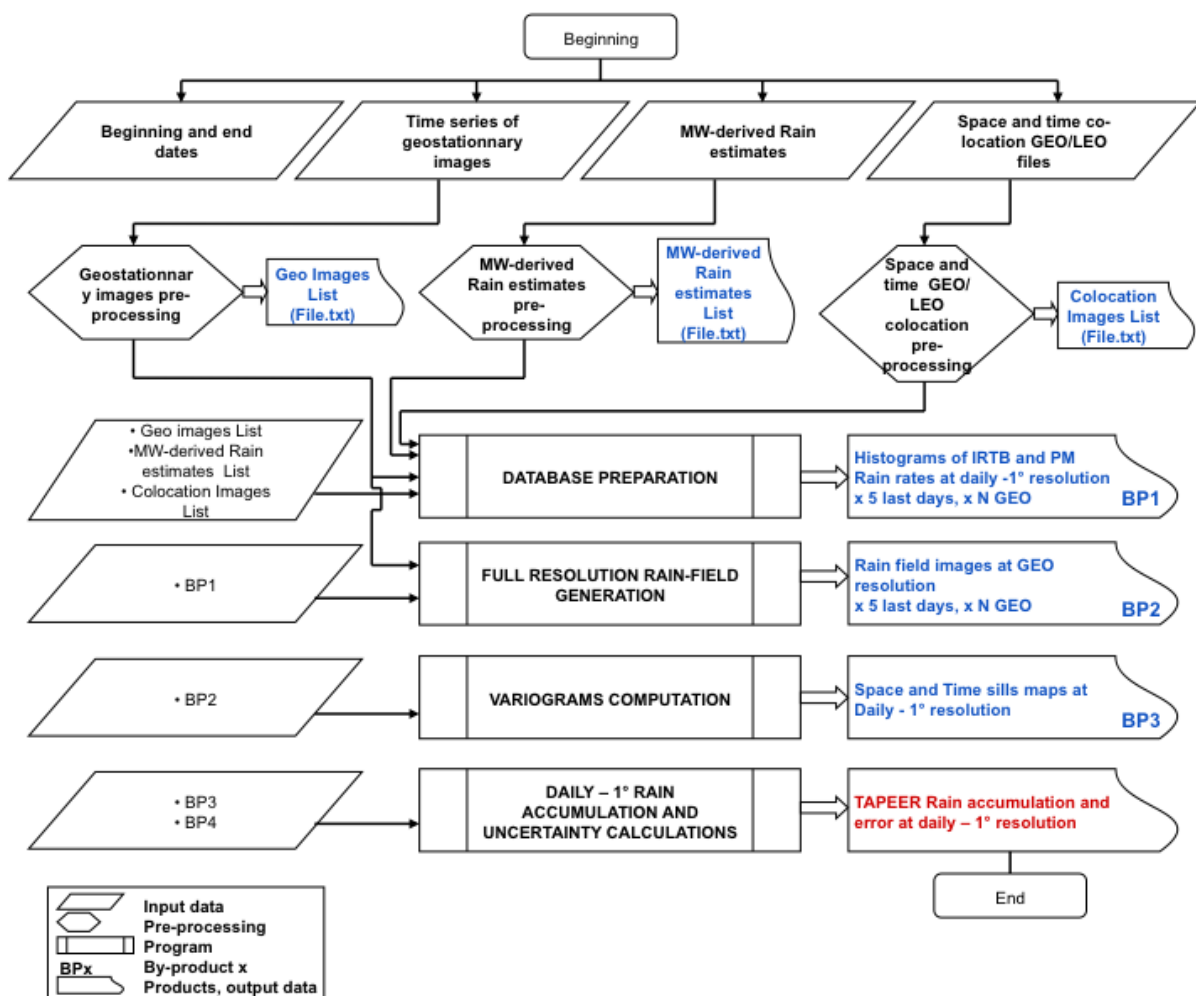 Beginning
Beginning and end
dates
Time series of
geostationnary
images
MW-derived Rain
estimates
Space and time co-
location GEO/LEO
files
Geostationnar
y images pre-
processing
Geo Images
List
(File.txt)
MW-derived
Rain estimates
pre-
processing
MW-derived
Rain
estimates
List
(File.txt)
Space and
time GEO/
LEO
colocation
pre-
processing
Colocation
Images List
(File.txt)
• Geo images List
•MW-derived Rain
estimates List
• Colocation Images
List
DATABASE PREPARATION
Histograms of IRTB and PM
Rain rates at daily -1° resolution
x 5 last days, x N GEO
BP1
• BP1
FULL RESOLUTION RAIN-FIELD
GENERATION
Rain field images at GEO
resolution
x 5 last days, x N GEO
BP2
• BP2
VARIOGRAMS COMPUTATION
Space and Time sills maps at
Daily - 1° resolution
BP3
• BP3
• BP4
DAILY – 1° RAIN
ACCUMULATION AND
UNCERTAINTY CALCULATIONS
TAPEER Rain accumulation and
error at daily – 1° resolution
End
Input data
Pre-processing
Program
BPx By-product x
Products, output data